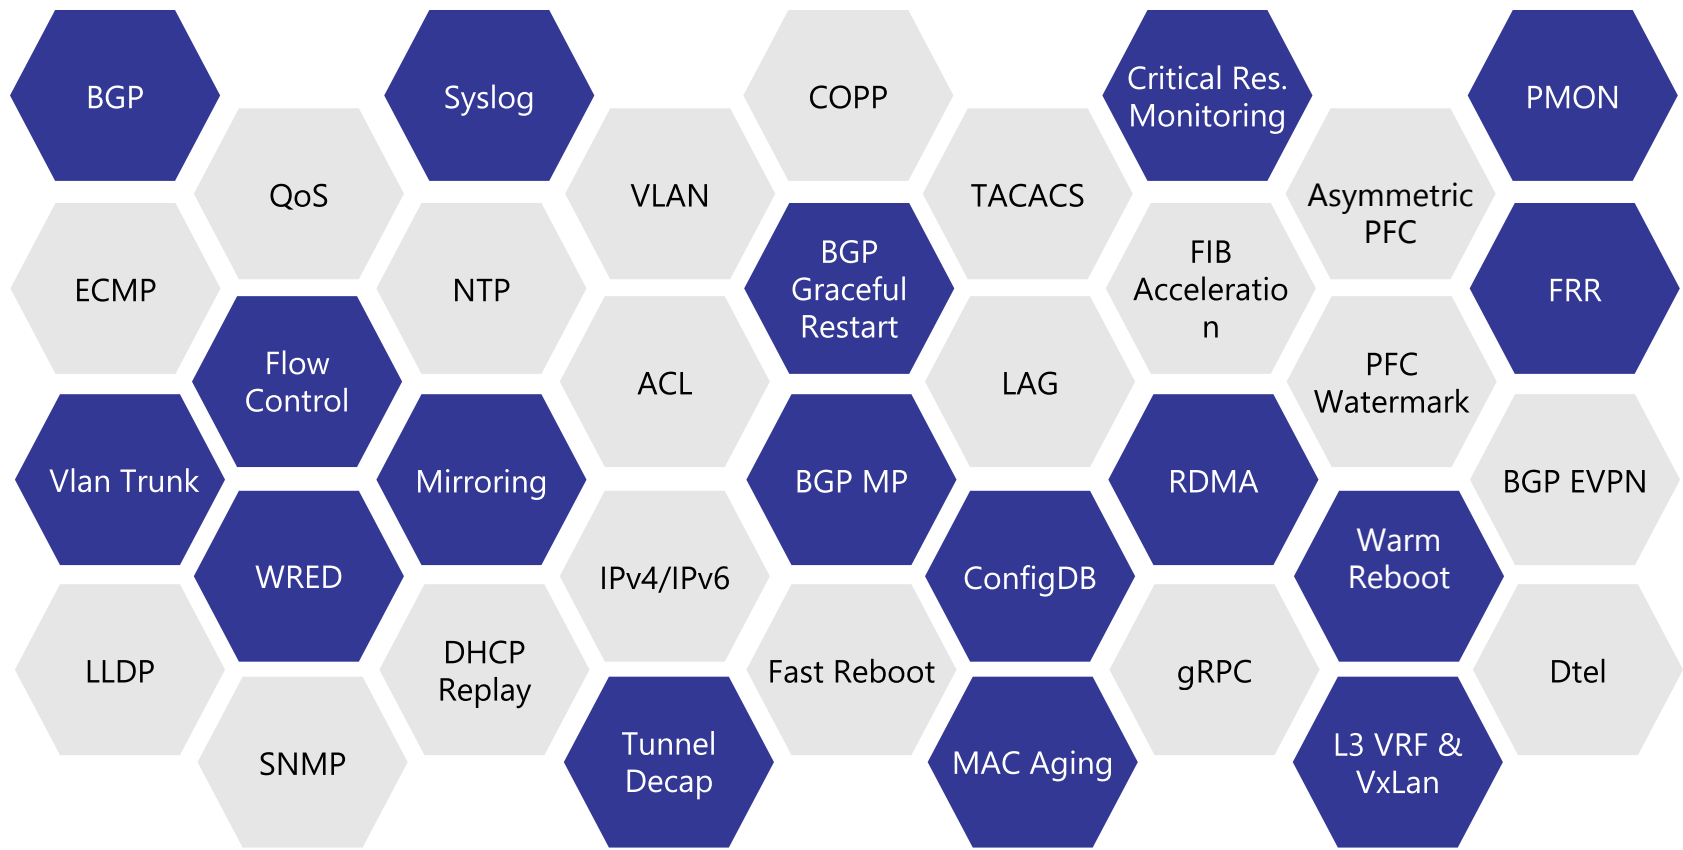 BGP
Syslog
COPP
Critical Res.
Monitoring
PMON
QoS
VLAN
TACACS
Asymmetric
PFC
ECMP
NTP
BGP
Graceful
Restart
FIB
Acceleratio
n
FRR
Flow
Control
ACL
LAG
PFC
Watermark
Vlan Trunk
Mirroring
BGP MP
RDMA
BGP EVPN
WRED
IPv4/IPv6
ConfigDB
Warm
Reboot
LLDP
DHCP
Replay
Fast Reboot
gRPC
Dtel
SNMP
Tunnel
Decap
MAC Aging
L3 VRF &
VxLan